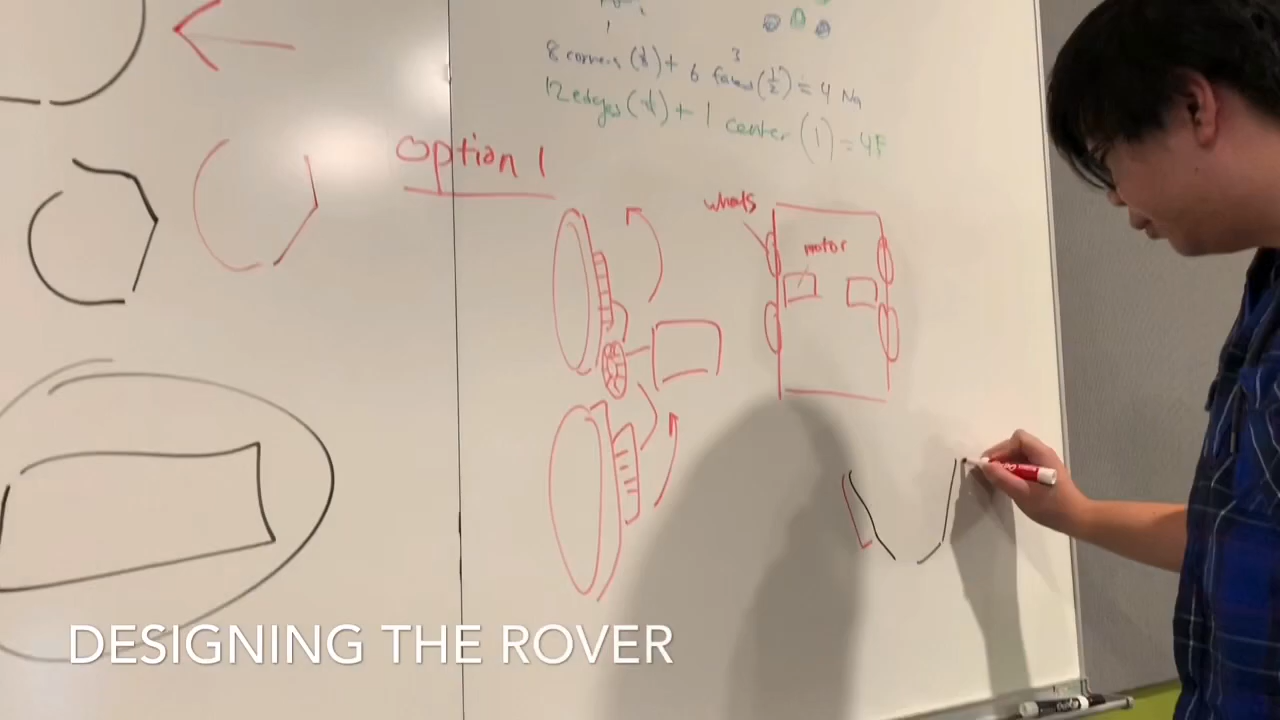 8 corners (1/8) + 6 faces (1/2) = 4 Na
12 edges (1/4) + 1 center (1) = 4F
option 1
wheels
motor
DESIGNING THE ROVER